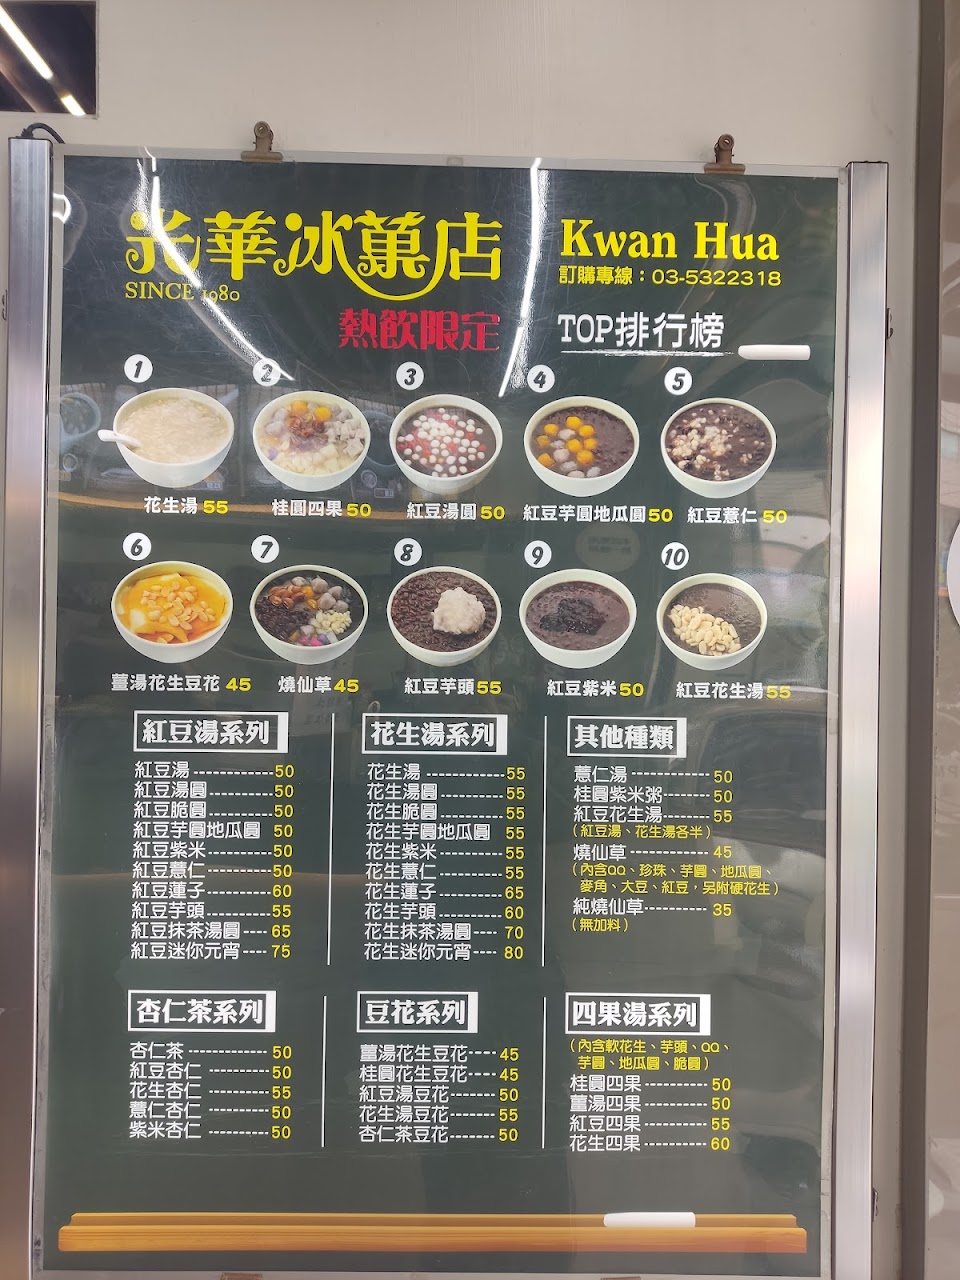 光華冰菓店
SINCE 1980
Kwan Hua
訂購專線：03-5322318
熱飲限定
TOP排行榜
1
2
3
4
5
花生湯 55
桂圓四果 50
紅豆湯圓 50
紅豆芋圓地瓜圓 50
紅豆薏仁 50
6
7
8
9
10
薑湯花生豆花 45
燒仙草 45
紅豆芋頭 55
紅豆紫米 50
紅豆花生湯 55
紅豆湯系列
紅豆湯------------50
紅豆湯圓----------50
紅豆脆圓----------50
紅豆芋圓地瓜圓 50
紅豆紫米----------50
紅豆薏仁----------50
紅豆蓮子----------60
紅豆芋頭----------55
紅豆抹茶湯圓----65
紅豆迷你元宵----75
花生湯系列
花生湯------------55
花生湯圓----------55
花生脆圓----------55
花生芋圓地瓜圓 55
花生紫米----------55
花生薏仁----------55
花生蓮子----------65
花生芋頭----------60
花生抹茶湯圓----70
花生迷你元宵----80
其他種類
薏仁湯------------50
桂圓紫米粥-------50
紅豆花生湯-------55
（紅豆湯、花生湯各半）
燒仙草------------45
（內含QQ、珍珠、芋圓、地瓜圓、
麥角、大豆、紅豆，另附硬花生）
純燒仙草----------35
（無加料）
杏仁茶系列
杏仁茶------------50
紅豆杏仁----------50
花生杏仁----------55
薏仁杏仁----------50
紫米杏仁----------50
豆花系列
薑湯花生豆花----45
桂圓花生豆花----45
紅豆湯豆花-------50
花生湯豆花-------55
杏仁茶豆花-------50
四果湯系列
（內含軟花生、芋頭、QQ、
芋圓、地瓜圓、脆圓）
桂圓四果----------50
薑湯四果----------50
紅豆四果----------55
花生四果----------60